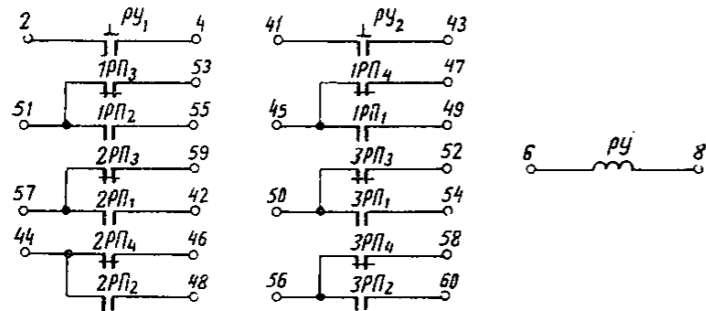 2 РУ1 4 41 РУ2 43
1РП3 53 1РП4 47
51 1РП2 55 45 1РП1 49
2РП3 59 3РП3 52 6 РУ 8
57 2РП1 42 50 3РП1 54
44 2РП4 46 3РП4 58
2РП2 48 56 3РП2 60